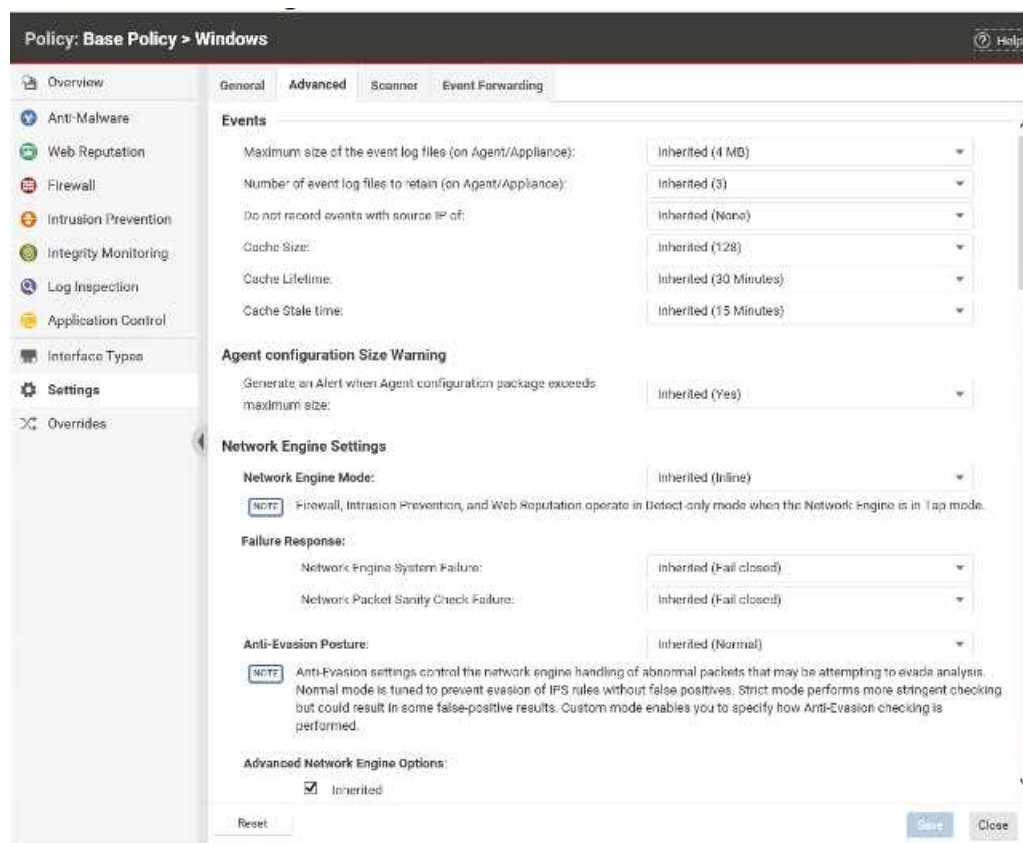 Policy: Base Policy > Windows
Help
Overview
Anti-Malware
Web Reputation
Firewall
Intrusion Prevention
Integrity Monitoring
Log Inspection
Application Control
Interface Types
Settings
Overrides
General Advanced Scanner Event Forwarding
Events
Maximum size of the event log files (on Agent/Appliance): Inherited (4 MB)
Number of event log files to retain (on Agent/Appliance): Inherited (3)
Do not record events with source IP of: Inherited (None)
Cache Size: Inherited (128)
Cache Lifetime: Inherited (30 Minutes)
Cache Stale time: Inherited (15 Minutes)
Agent configuration Size Warning
Generate an Alert when Agent configuration package exceeds
maximum size: Inherited (Yes)
Network Engine Settings
Network Engine Mode: Inherited (Inline)
NOTE Firewall, Intrusion Prevention, and Web Reputation operate in Detect-only mode when the Network Engine is in Tap mode.
Failure Response:
Network Engine System Failure: Inherited (Fail closed)
Network Packet Sanity Check Failure: Inherited (Fail closed)
Anti-Evasion Posture: Inherited (Normal)
NOTE Anti-Evasion settings control the network engine handling of abnormal packets that may be attempting to evade analysis.
Normal mode is tuned to prevent evasion of IPS rules without false positives. Strict mode performs more stringent checking
but could result in some false-positive results. Custom mode enables you to specify how Anti-Evasion checking is
performed.
Advanced Network Engine Options:
Inherited
Reset Save Close